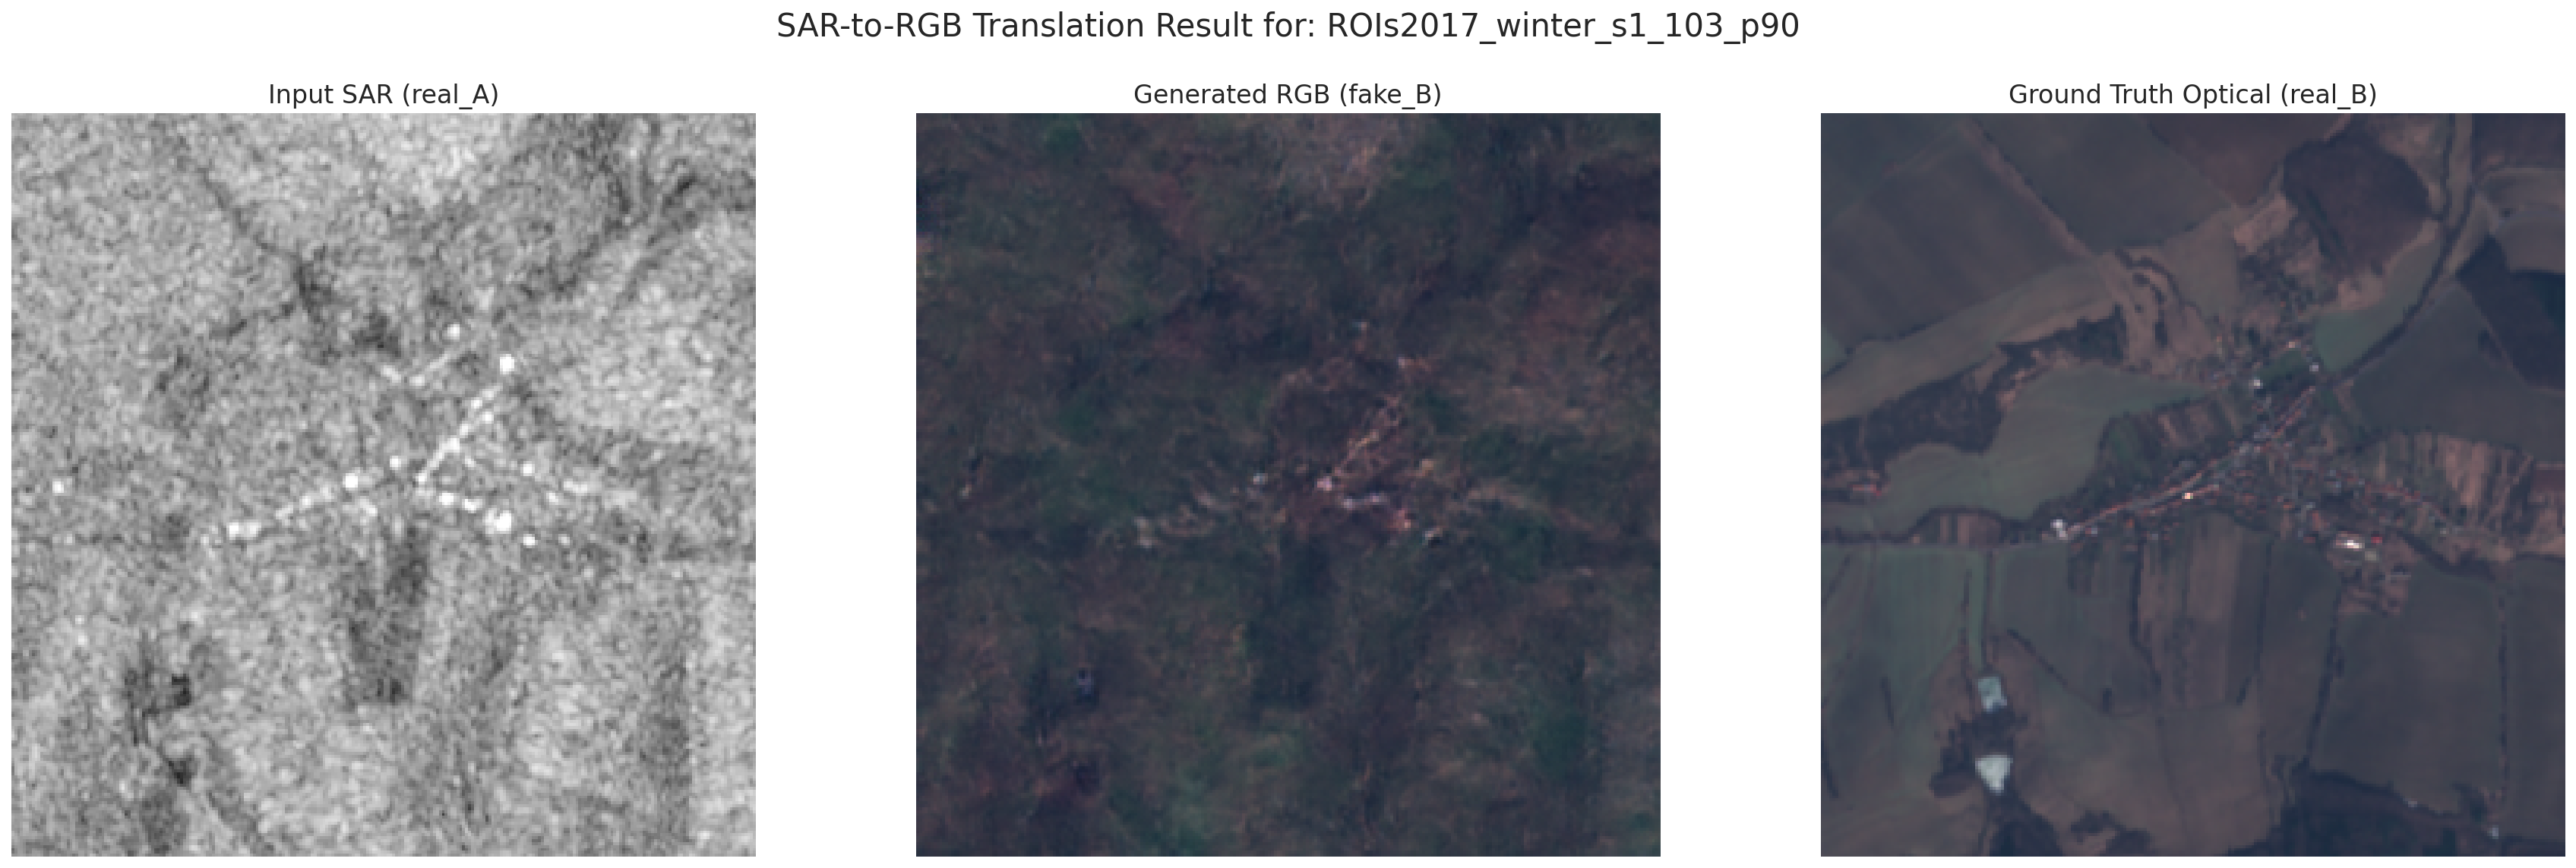 SAR-to-RGB Translation Result for: ROIs2017_winter_s1_103_p90
Input SAR (real_A)
Generated RGB (fake_B)
Ground Truth Optical (real_B)